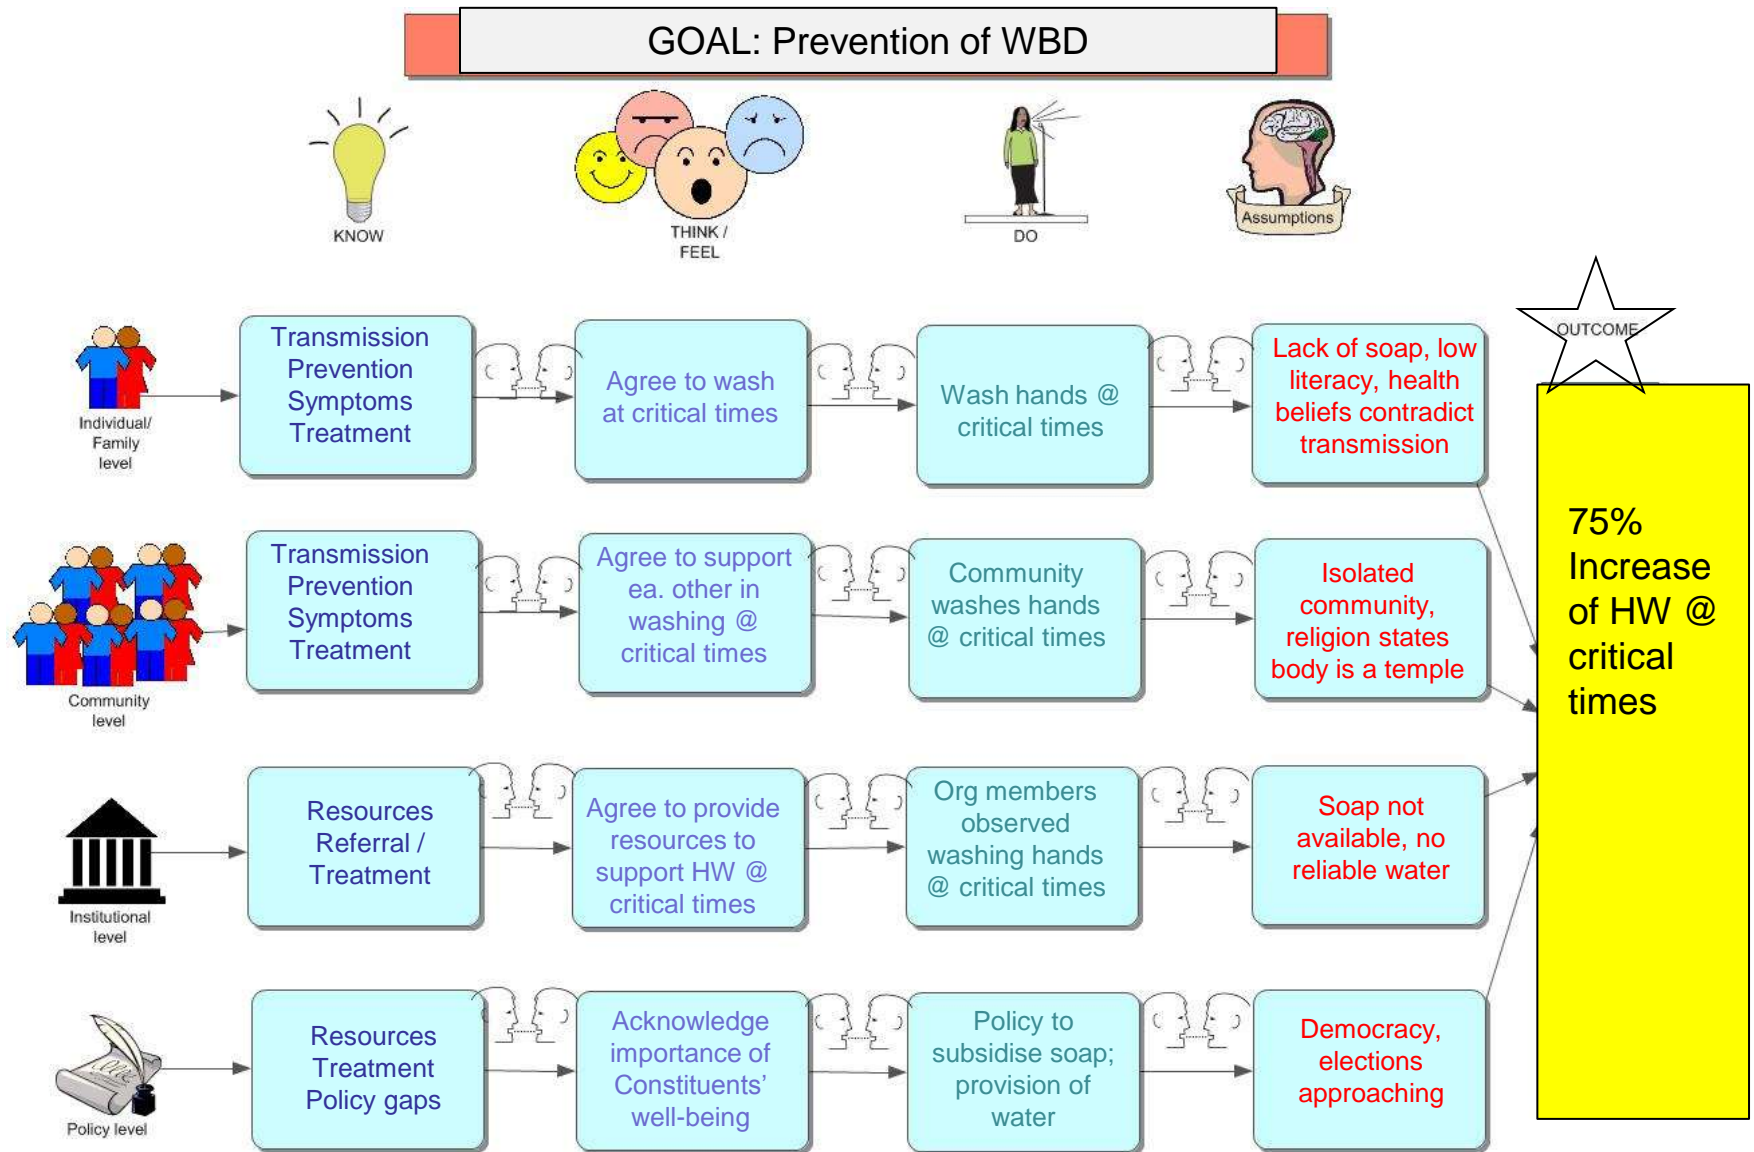 GOAL: Prevention of WBD
KNOW
THINK /
FEEL
DO
Assumptions
OUTCOME
Individual/
Family
level
Transmission
Prevention
Symptoms
Treatment
Agree to wash
at critical times
Wash hands @
critical times
Lack of soap, low
literacy, health
beliefs contradict
transmission
75%
Increase
of HW @
critical
times
Community
level
Transmission
Prevention
Symptoms
Treatment
Agree to support
ea. other in
washing @
critical times
Community
washes hands
@ critical times
Isolated
community,
religion states
body is a temple
Institutional
level
Resources
Referral /
Treatment
Agree to provide
resources to
support HW @
critical times
Org members
observed
washing hands
@ critical times
Soap not
available, no
reliable water
Policy level
Resources
Treatment
Policy gaps
Acknowledge
importance of
Constituents’
well-being
Policy to
subsidise soap;
provision of
water
Democracy,
elections
approaching